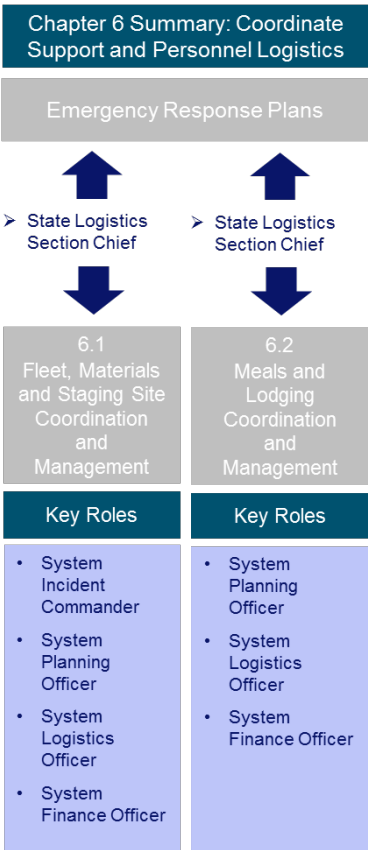 Chapter 6 Summary: Coordinate
Support and Personnel Logistics
Emergency Response Plans
➢ State Logistics
Section Chief
➢ State Logistics
Section Chief
6.1
Fleet, Materials
and Staging Site
Coordination
and
Management
6.2
Meals and
Lodging
Coordination
and
Management
Key Roles
• System
Incident
Commander
• System
Planning
Officer
• System
Logistics
Officer
• System
Finance Officer
Key Roles
• System
Planning
Officer
• System
Logistics
Officer
• System
Finance Officer